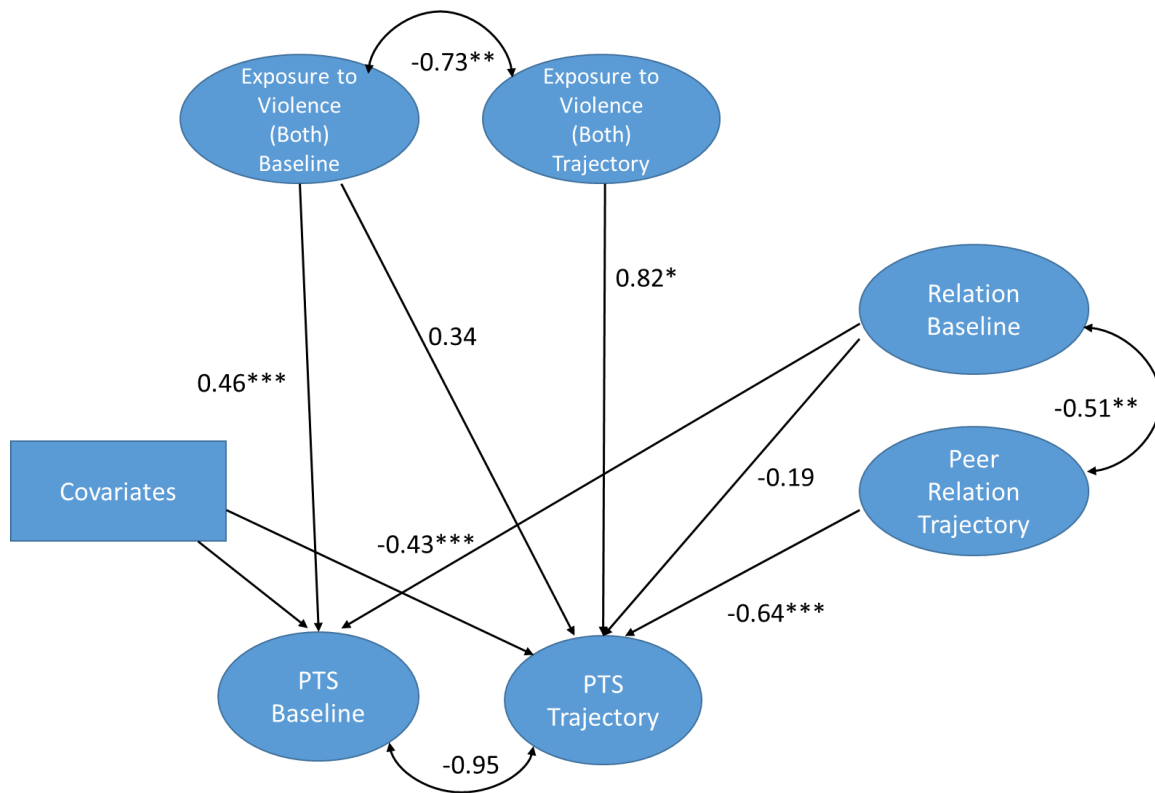 -0.73**
Exposure to
Violence
(Both)
Baseline
Exposure to
Violence
(Both)
Trajectory
0.82*
Relation
Baseline
0.34
0.46***
-0.51**
Covariates
-0.19
Peer
Relation
Trajectory
-0.43***
-0.64***
PTS
Baseline
PTS
Trajectory
-0.95